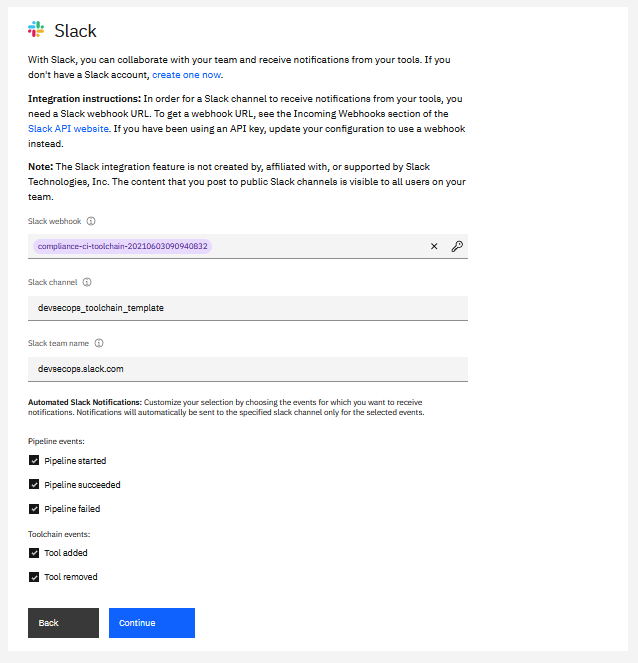 Slack
With Slack, you can collaborate with your team and receive notifications from your tools. If you
don't have a Slack account, create one now.
Integration instructions: In order for a Slack channel to receive notifications from your tools, you
need a Slack webhook URL. To get a webhook URL, see the Incoming Webhooks section of the
Slack API website. If you have been using an API key, update your configuration to use a webhook
instead.
Note: The Slack integration feature is not created by, affiliated with, or supported by Slack
Technologies, Inc. The content that you post to public Slack channels is visible to all users on your
team.
Slack webhook
compliance-ci-toolchain-20210603090940832
Slack channel
devsecops_toolchain_template
Slack team name
devsecops.slack.com
Automated Slack Notifications: Customize your selection by choosing the events for which you want to receive
notifications. Notifications will automatically be sent to the specified slack channel only for the selected events.
Pipeline events:
Pipeline started
Pipeline succeeded
Pipeline failed
Toolchain events:
Tool added
Tool removed
Back
Continue